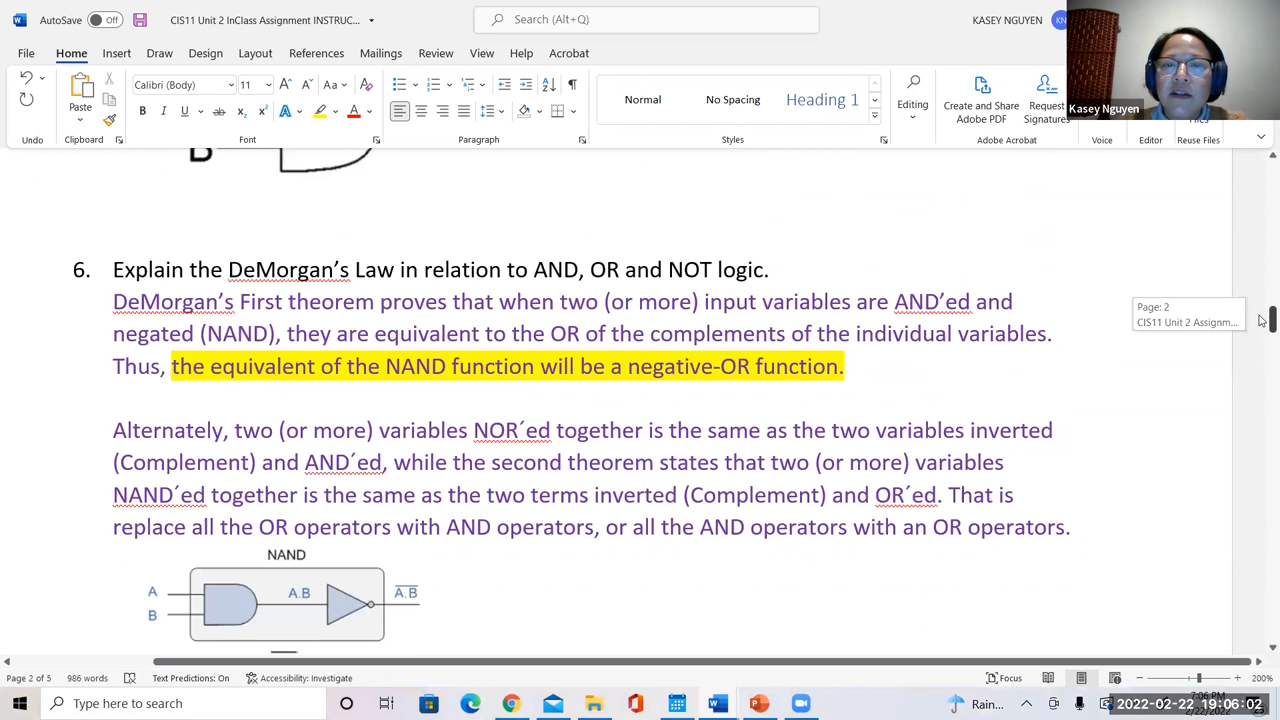 AutoSave Off CIS11 Unit 2 InClass Assignment INSTRUC... Search (Alt+Q) KASEY NGUYEN
File Home Insert Draw Design Layout References Mailings Review View Help Acrobat
Calibri (Body) 11
Paste
Normal No Spacing Heading 1
Editing
Create and Share Adobe PDF
Request Signatures
Kasey Nguyen
Undo Clipboard Font Paragraph Styles Adobe Acrobat Voice Editor Reuse Files
B
6. Explain the DeMorgan's Law in relation to AND, OR and NOT logic.
DeMorgan's First theorem proves that when two (or more) input variables are AND'ed and
negated (NAND), they are equivalent to the OR of the complements of the individual variables.
Thus, the equivalent of the NAND function will be a negative-OR function.
Page: 2
CIS11 Unit 2 Assignm...
Alternately, two (or more) variables NOR´ed together is the same as the two variables inverted
(Complement) and AND´ed, while the second theorem states that two (or more) variables
NAND´ed together is the same as the two terms inverted (Complement) and OR´ed. That is
replace all the OR operators with AND operators, or all the AND operators with an OR operators.
NAND
A A.B A.B
B
Page 2 of 5 986 words Text Predictions: On Accessibility: Investigate Focus 200%
Type here to search Rain... 7:06 PM
2/22/2022
2022-02-22 19:06:02